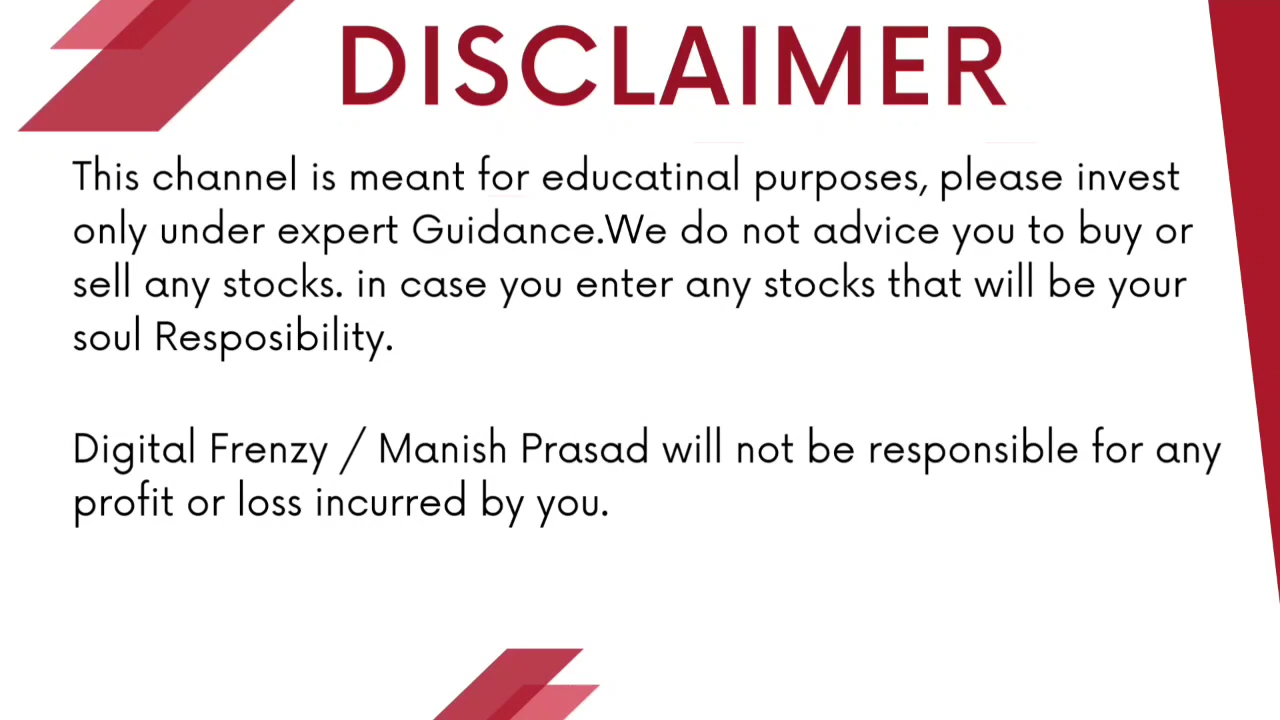 DISCLAIMER
This channel is meant for educatinal purposes, please invest
only under expert Guidance.We do not advice you to buy or
sell any stocks. in case you enter any stocks that will be your
soul Resposibility.
Digital Frenzy / Manish Prasad will not be responsible for any
profit or loss incurred by you.